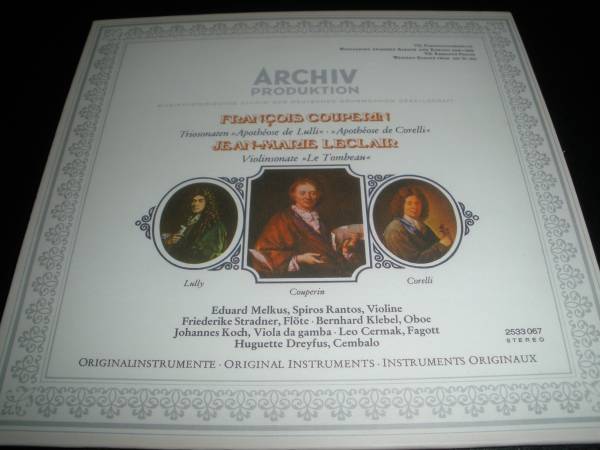 ARCHIV
PRODUKTION
FRANÇOIS COUPERIN
Triosonaten »Apothéose de Lulli« · »Apothéose de Corelli«
JEAN-MARIE LECLAIR
Violinsonate »Le Tombeau«
Lully
Couperin
Corelli
Eduard Melkus, Spiros Rantos, Violine
Friederike Stradner, Flöte · Bernhard Klebel, Oboe
Johannes Koch, Viola da gamba · Leo Cermak, Fagott
Huguette Dreyfus, Cembalo
2533 067
STEREO
ORIGINALINSTRUMENTE · ORIGINAL INSTRUMENTS · INSTRUMENTS ORIGINAUX